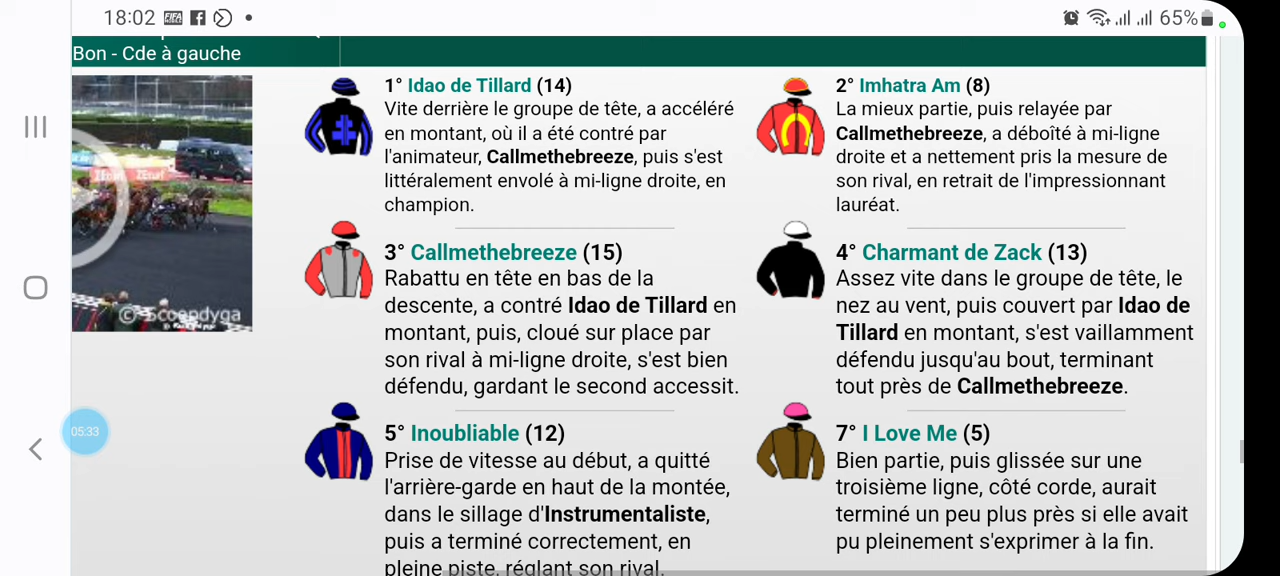 18:02
FIFA
65%
Bon - Cde à gauche
© Scoopdyga
05:33
1° Idao de Tillard (14)
Vite derrière le groupe de tête, a accéléré
en montant, où il a été contré par
l'animateur, Callmethebreeze, puis s'est
littéralement envolé à mi-ligne droite, en
champion.
2° Imhatra Am (8)
La mieux partie, puis relayée par
Callmethebreeze, a déboîté à mi-ligne
droite et a nettement pris la mesure de
son rival, en retrait de l'impressionnant
lauréat.
3° Callmethebreeze (15)
Rabattu en tête en bas de la
descente, a contré Idao de Tillard en
montant, puis, cloué sur place par
son rival à mi-ligne droite, s'est bien
défendu, gardant le second accessit.
4° Charmant de Zack (13)
Assez vite dans le groupe de tête, le
nez au vent, puis couvert par Idao de
Tillard en montant, s'est vaillamment
défendu jusqu'au bout, terminant
tout près de Callmethebreeze.
5° Inoubliable (12)
Prise de vitesse au début, a quitté
l'arrière-garde en haut de la montée,
dans le sillage d'Instrumentaliste,
puis a terminé correctement, en
pleine piste, réglant son rival.
7° I Love Me (5)
Bien partie, puis glissée sur une
troisième ligne, côté corde, aurait
terminé un peu plus près si elle avait
pu pleinement s'exprimer à la fin.